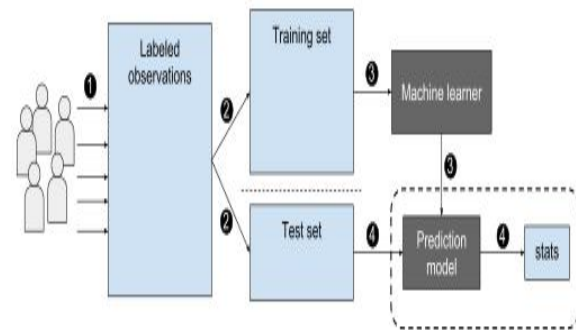 1
Labeled
observations
2
2
Training set
3
Machine learner
3
Test set
4
Prediction
model
4
stats